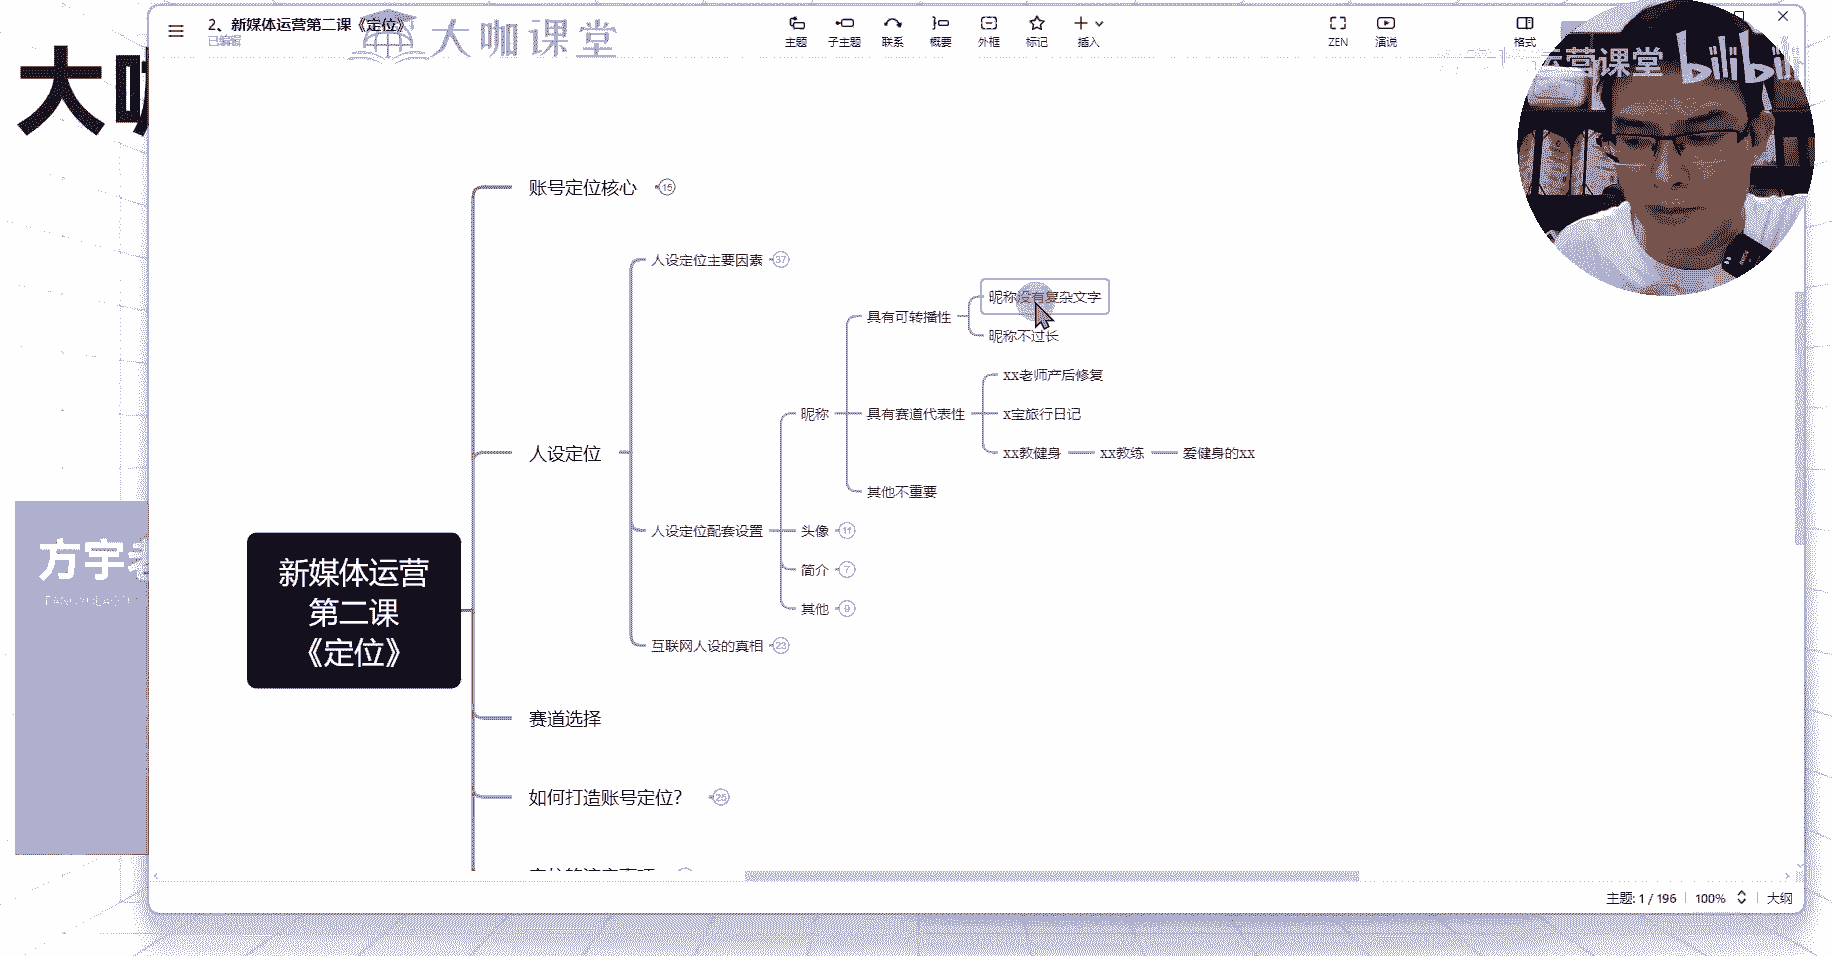 2、新媒体运营第二课《定位》
已编辑
大咖课堂
主题
子主题
联系
概要
外框
标记
插入
ZEN
演说
格式
运营课堂
bilibili
大咖
账号定位核心 15
人设定位主要因素 37
昵称没有复杂文字
具有可转播性
昵称不过长
xx老师产后修复
昵称
具有赛道代表性
x宝旅行日记
人设定位
xx教健身
xx教练
爱健身的xx
其他不重要
人设定位配套设置
头像 11
简介 7
其他 9
互联网人设的真相 23
新媒体运营
第二课
《定位》
方宇老
赛道选择
如何打造账号定位？ 25
主题: 1 / 196
100%
大纲